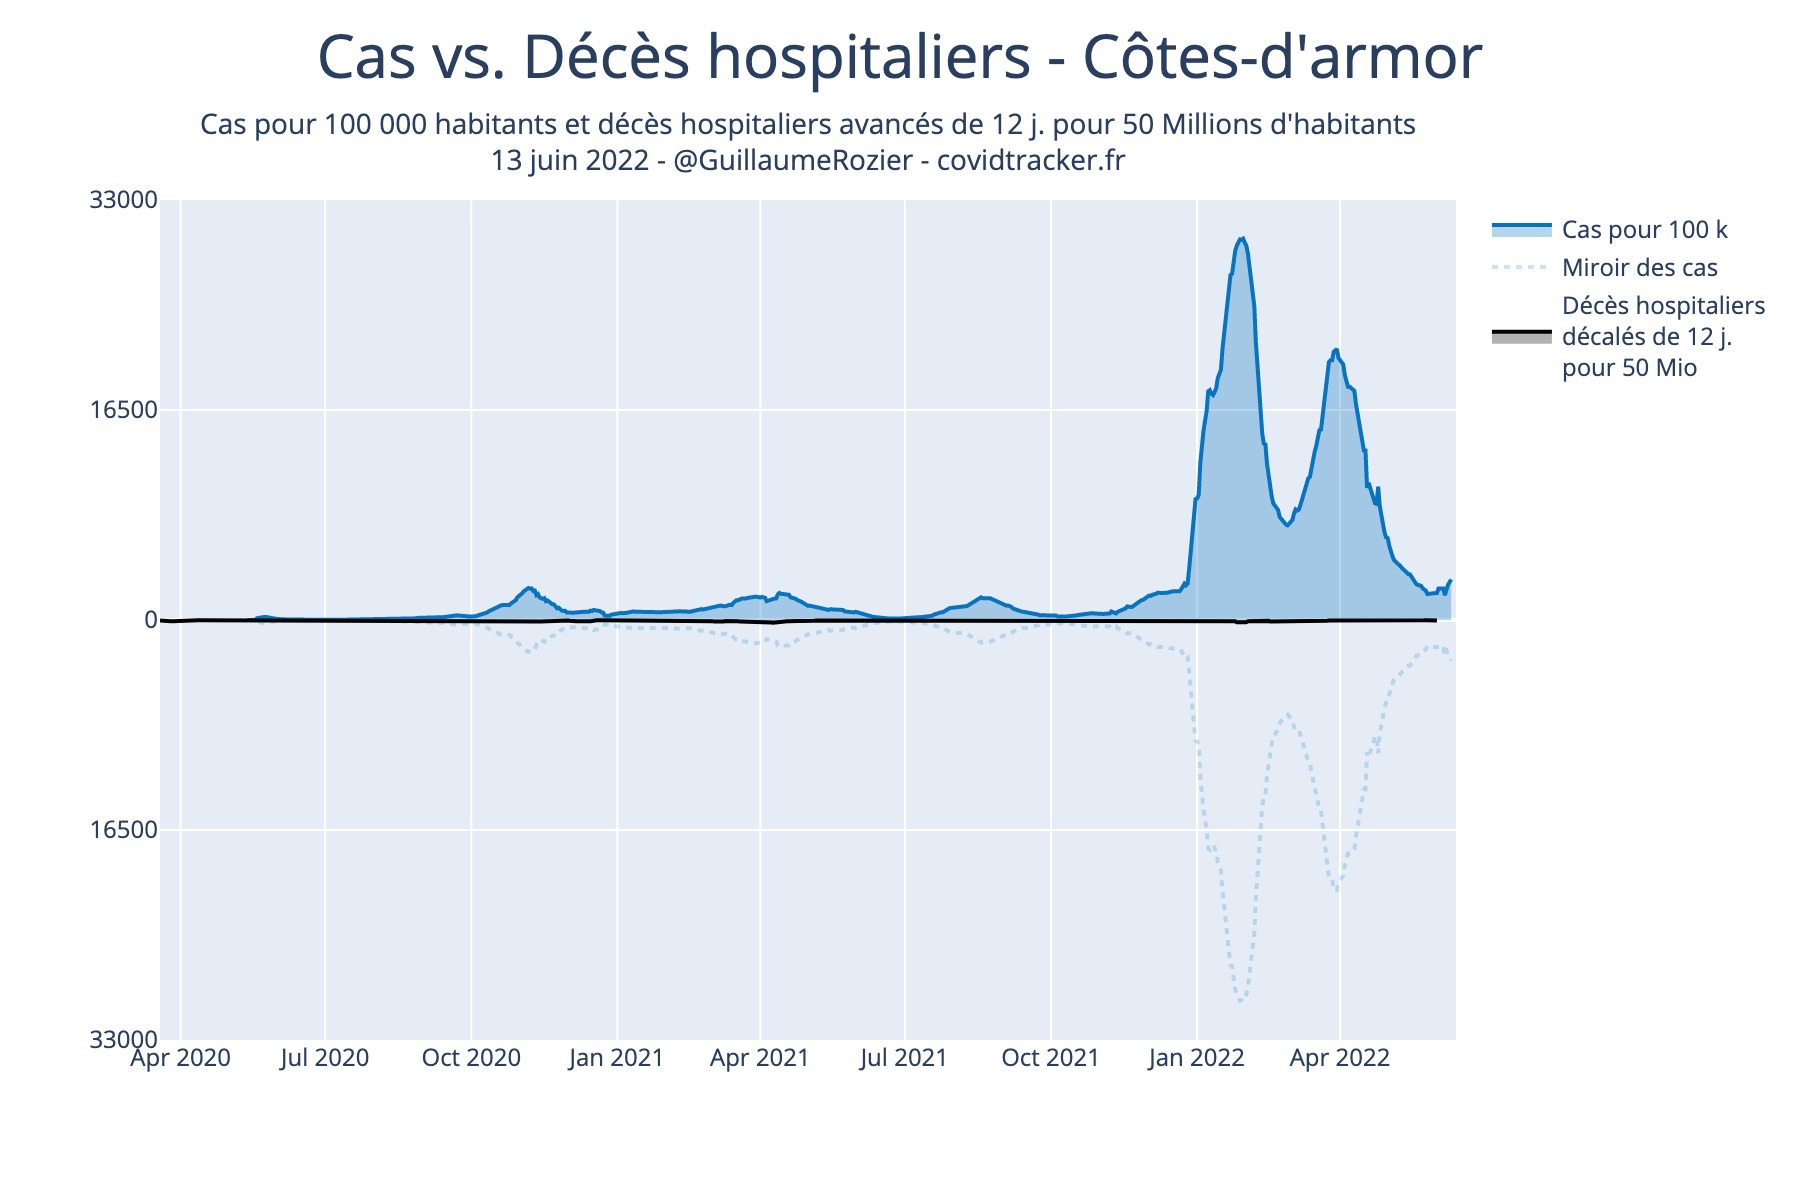 Cas vs. Décès hospitaliers - Côtes-d'armor
Cas pour 100 000 habitants et décès hospitaliers avancés de 12 j. pour 50 Millions d'habitants
13 juin 2022 - @GuillaumeRozier - covidtracker.fr
33000
16500
0
16500
33000
Apr 2020
Jul 2020
Oct 2020
Jan 2021
Apr 2021
Jul 2021
Oct 2021
Jan 2022
Apr 2022
Cas pour 100 k
Miroir des cas
Décès hospitaliers
décalés de 12 j.
pour 50 Mio